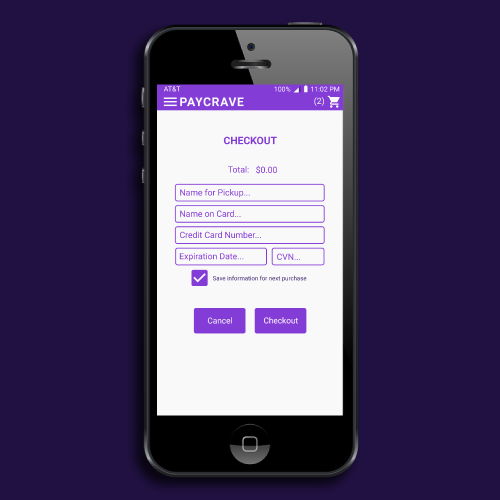 AT&T 100% 11:02 PM
PAYCRAVE (2)
CHECKOUT
Total: $0.00
Name for Pickup...
Name on Card...
Credit Card Number...
Expiration Date... CVN...
Save information for next purchase
Cancel Checkout